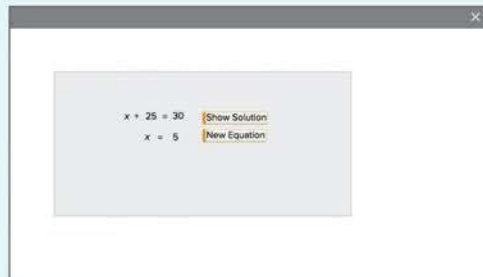 x + 25 = 30 Show Solution
x = 5 New Equation